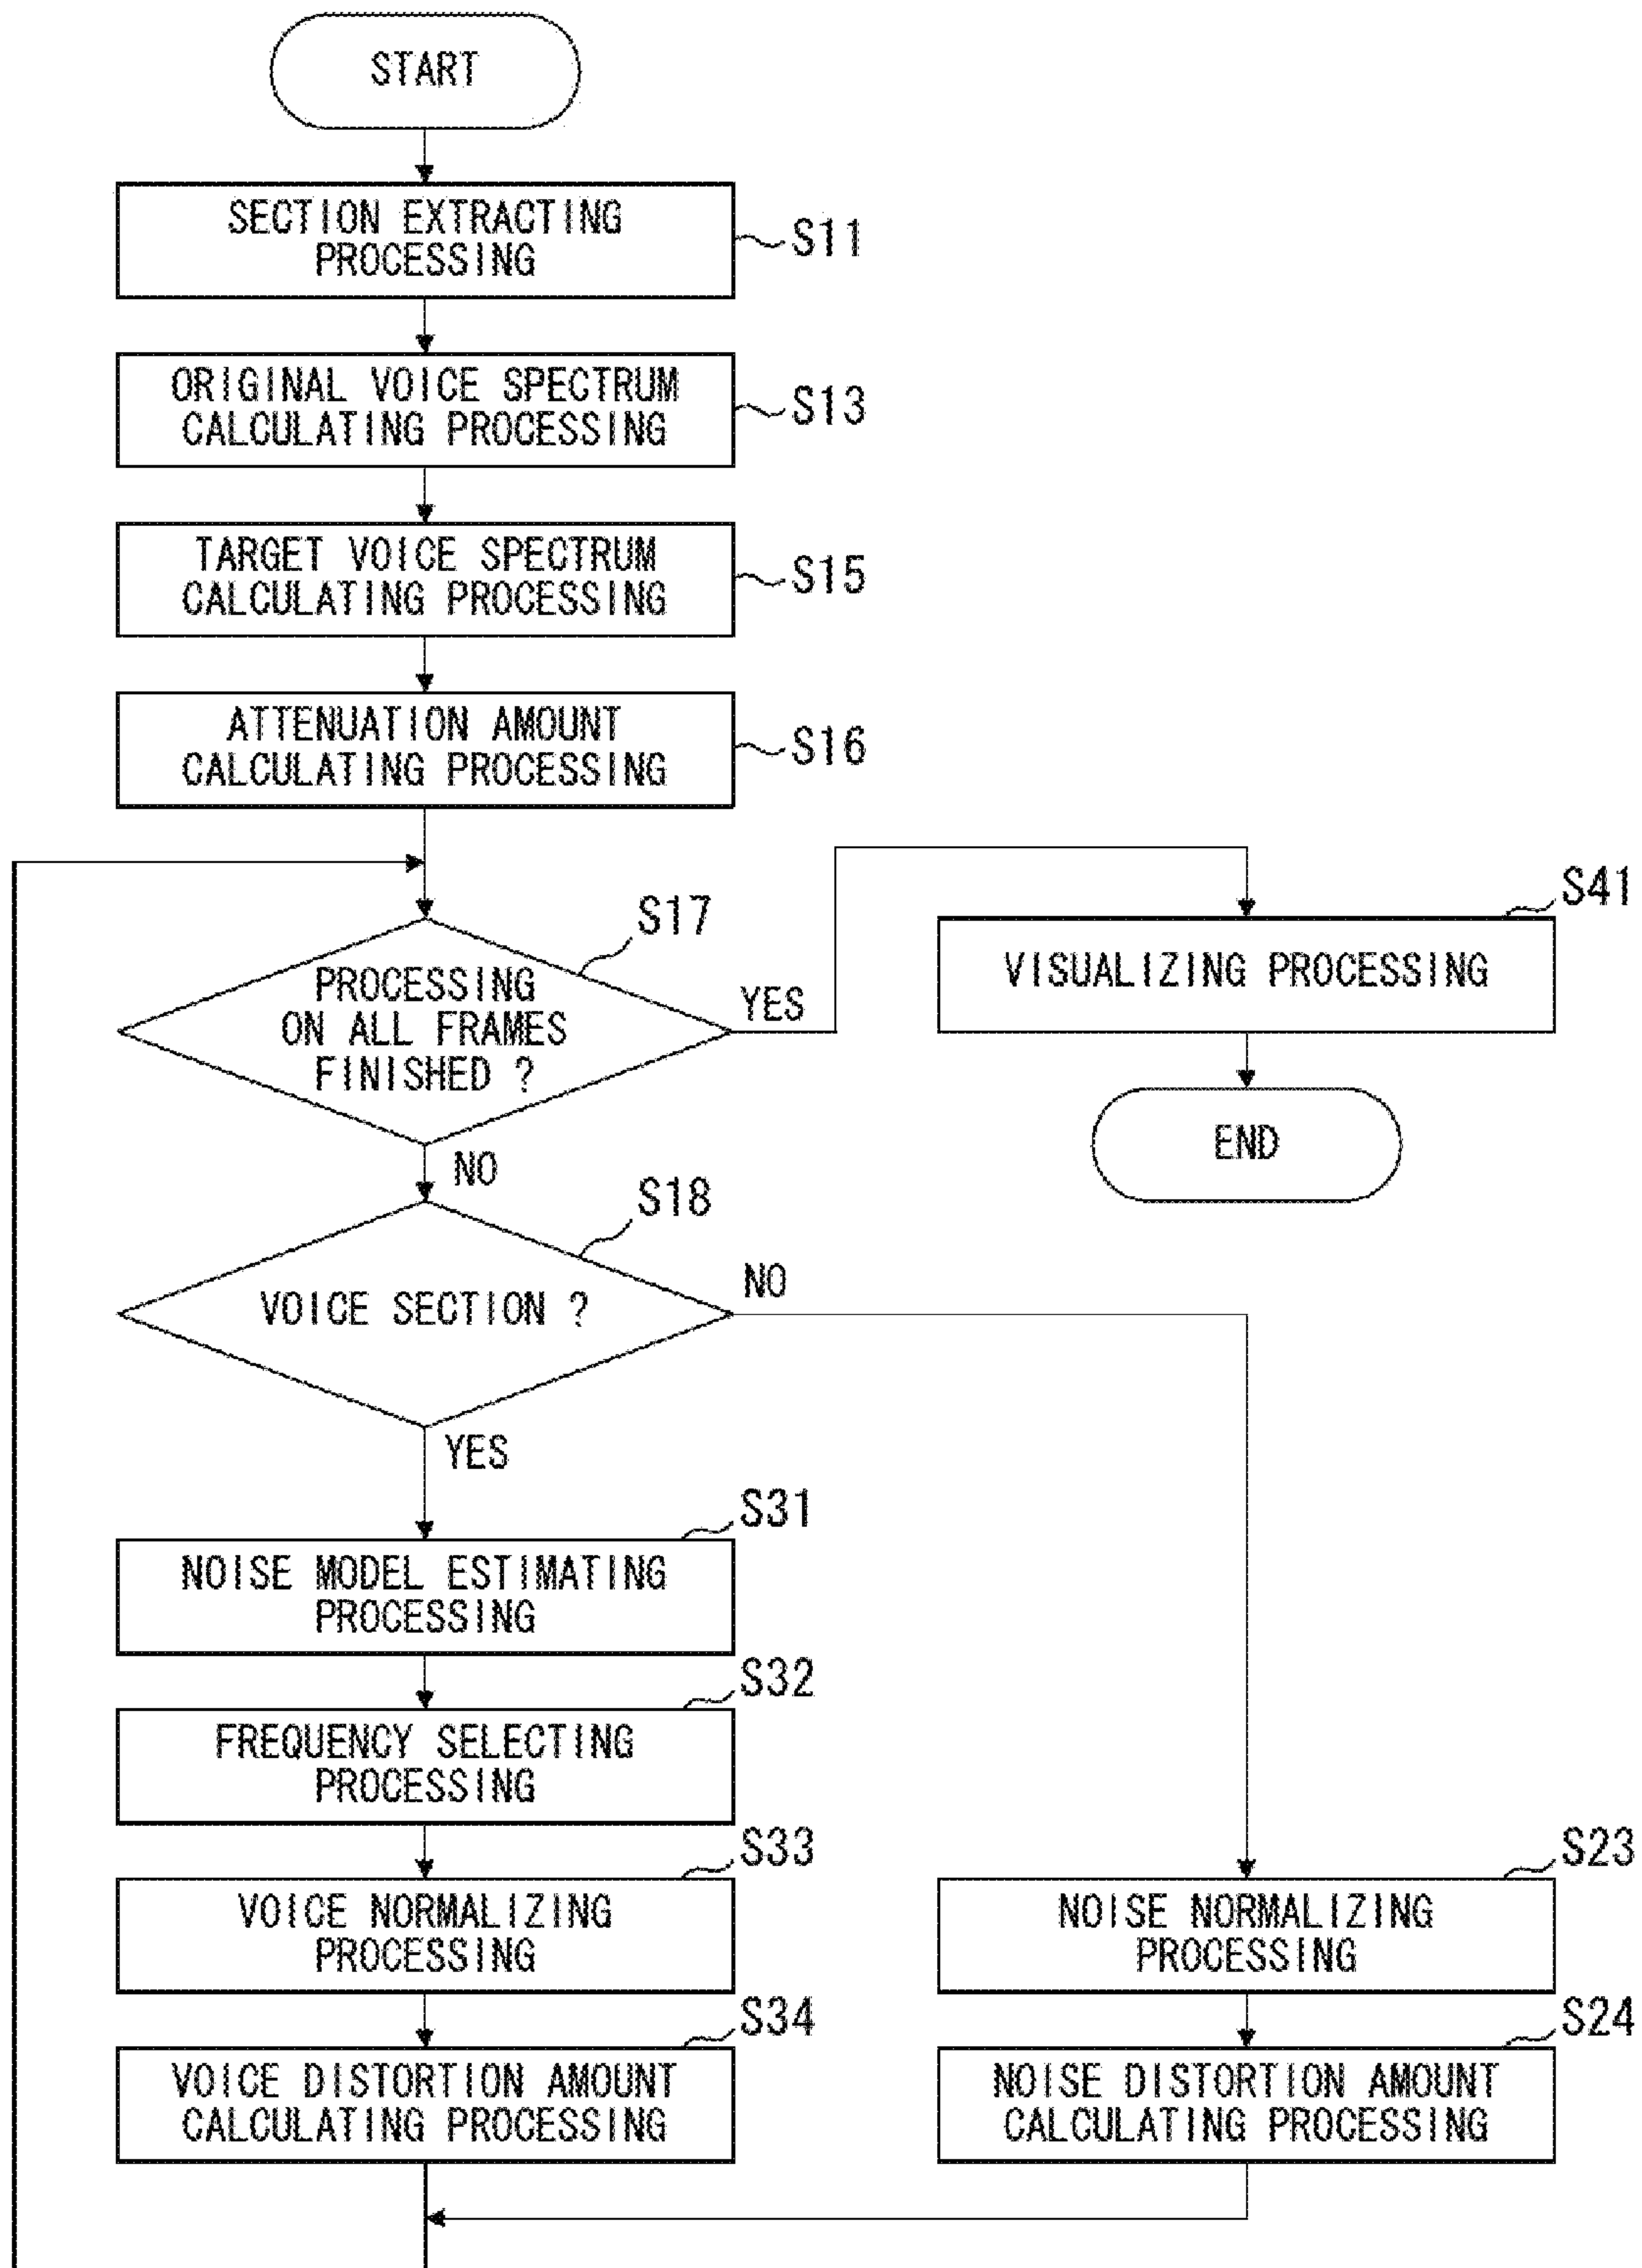 START
SECTION EXTRACTING
PROCESSING
S11
ORIGINAL VOICE SPECTRUM
CALCULATING PROCESSING
S13
TARGET VOICE SPECTRUM
CALCULATING PROCESSING
S15
ATTENUATION AMOUNT
CALCULATING PROCESSING
S16
S17
PROCESSING
ON ALL FRAMES
FINISHED ?
YES
NO
S41
VISUALIZING PROCESSING
END
S18
VOICE SECTION ?
NO
YES
S31
NOISE MODEL ESTIMATING
PROCESSING
S32
FREQUENCY SELECTING
PROCESSING
S33
VOICE NORMALIZING
PROCESSING
S34
VOICE DISTORTION AMOUNT
CALCULATING PROCESSING
S23
NOISE NORMALIZING
PROCESSING
S24
NOISE DISTORTION AMOUNT
CALCULATING PROCESSING